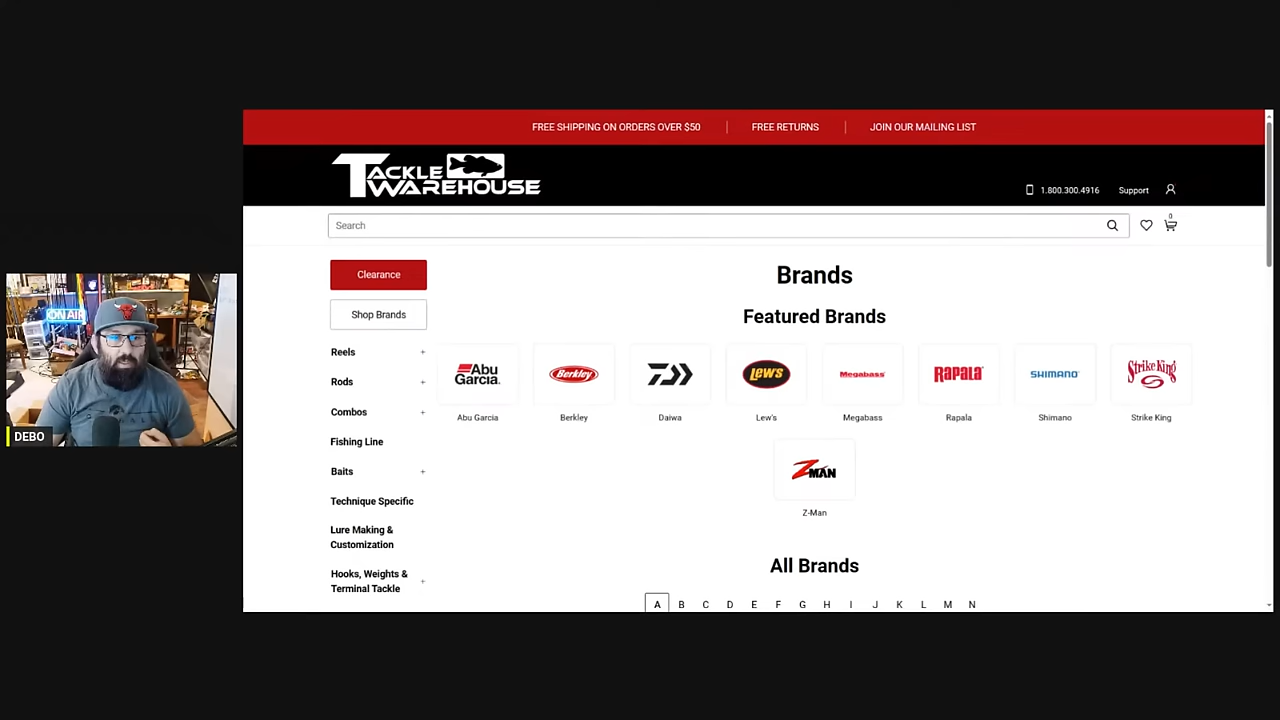 FREE SHIPPING ON ORDERS OVER $50 | FREE RETURNS | JOIN OUR MAILING LIST
TACKLE
WAREHOUSE
1.800.300.4916 Support
Search
0
Clearance
Shop Brands
Reels +
Rods +
Combos +
Fishing Line
Baits +
Technique Specific
Lure Making &
Customization
Hooks, Weights &
Terminal Tackle +
Brands
Featured Brands
Abu
Garcia.
Berkley
LEW'S
Megabass
RAPALA
SHIMANO
STRIKE KING
Abu Garcia Berkley Daiwa Lew's Megabass Rapala Shimano Strike King
ZMAN
Z-Man
All Brands
A B C D E F G H I J K L M N
ON AIR
DEBO